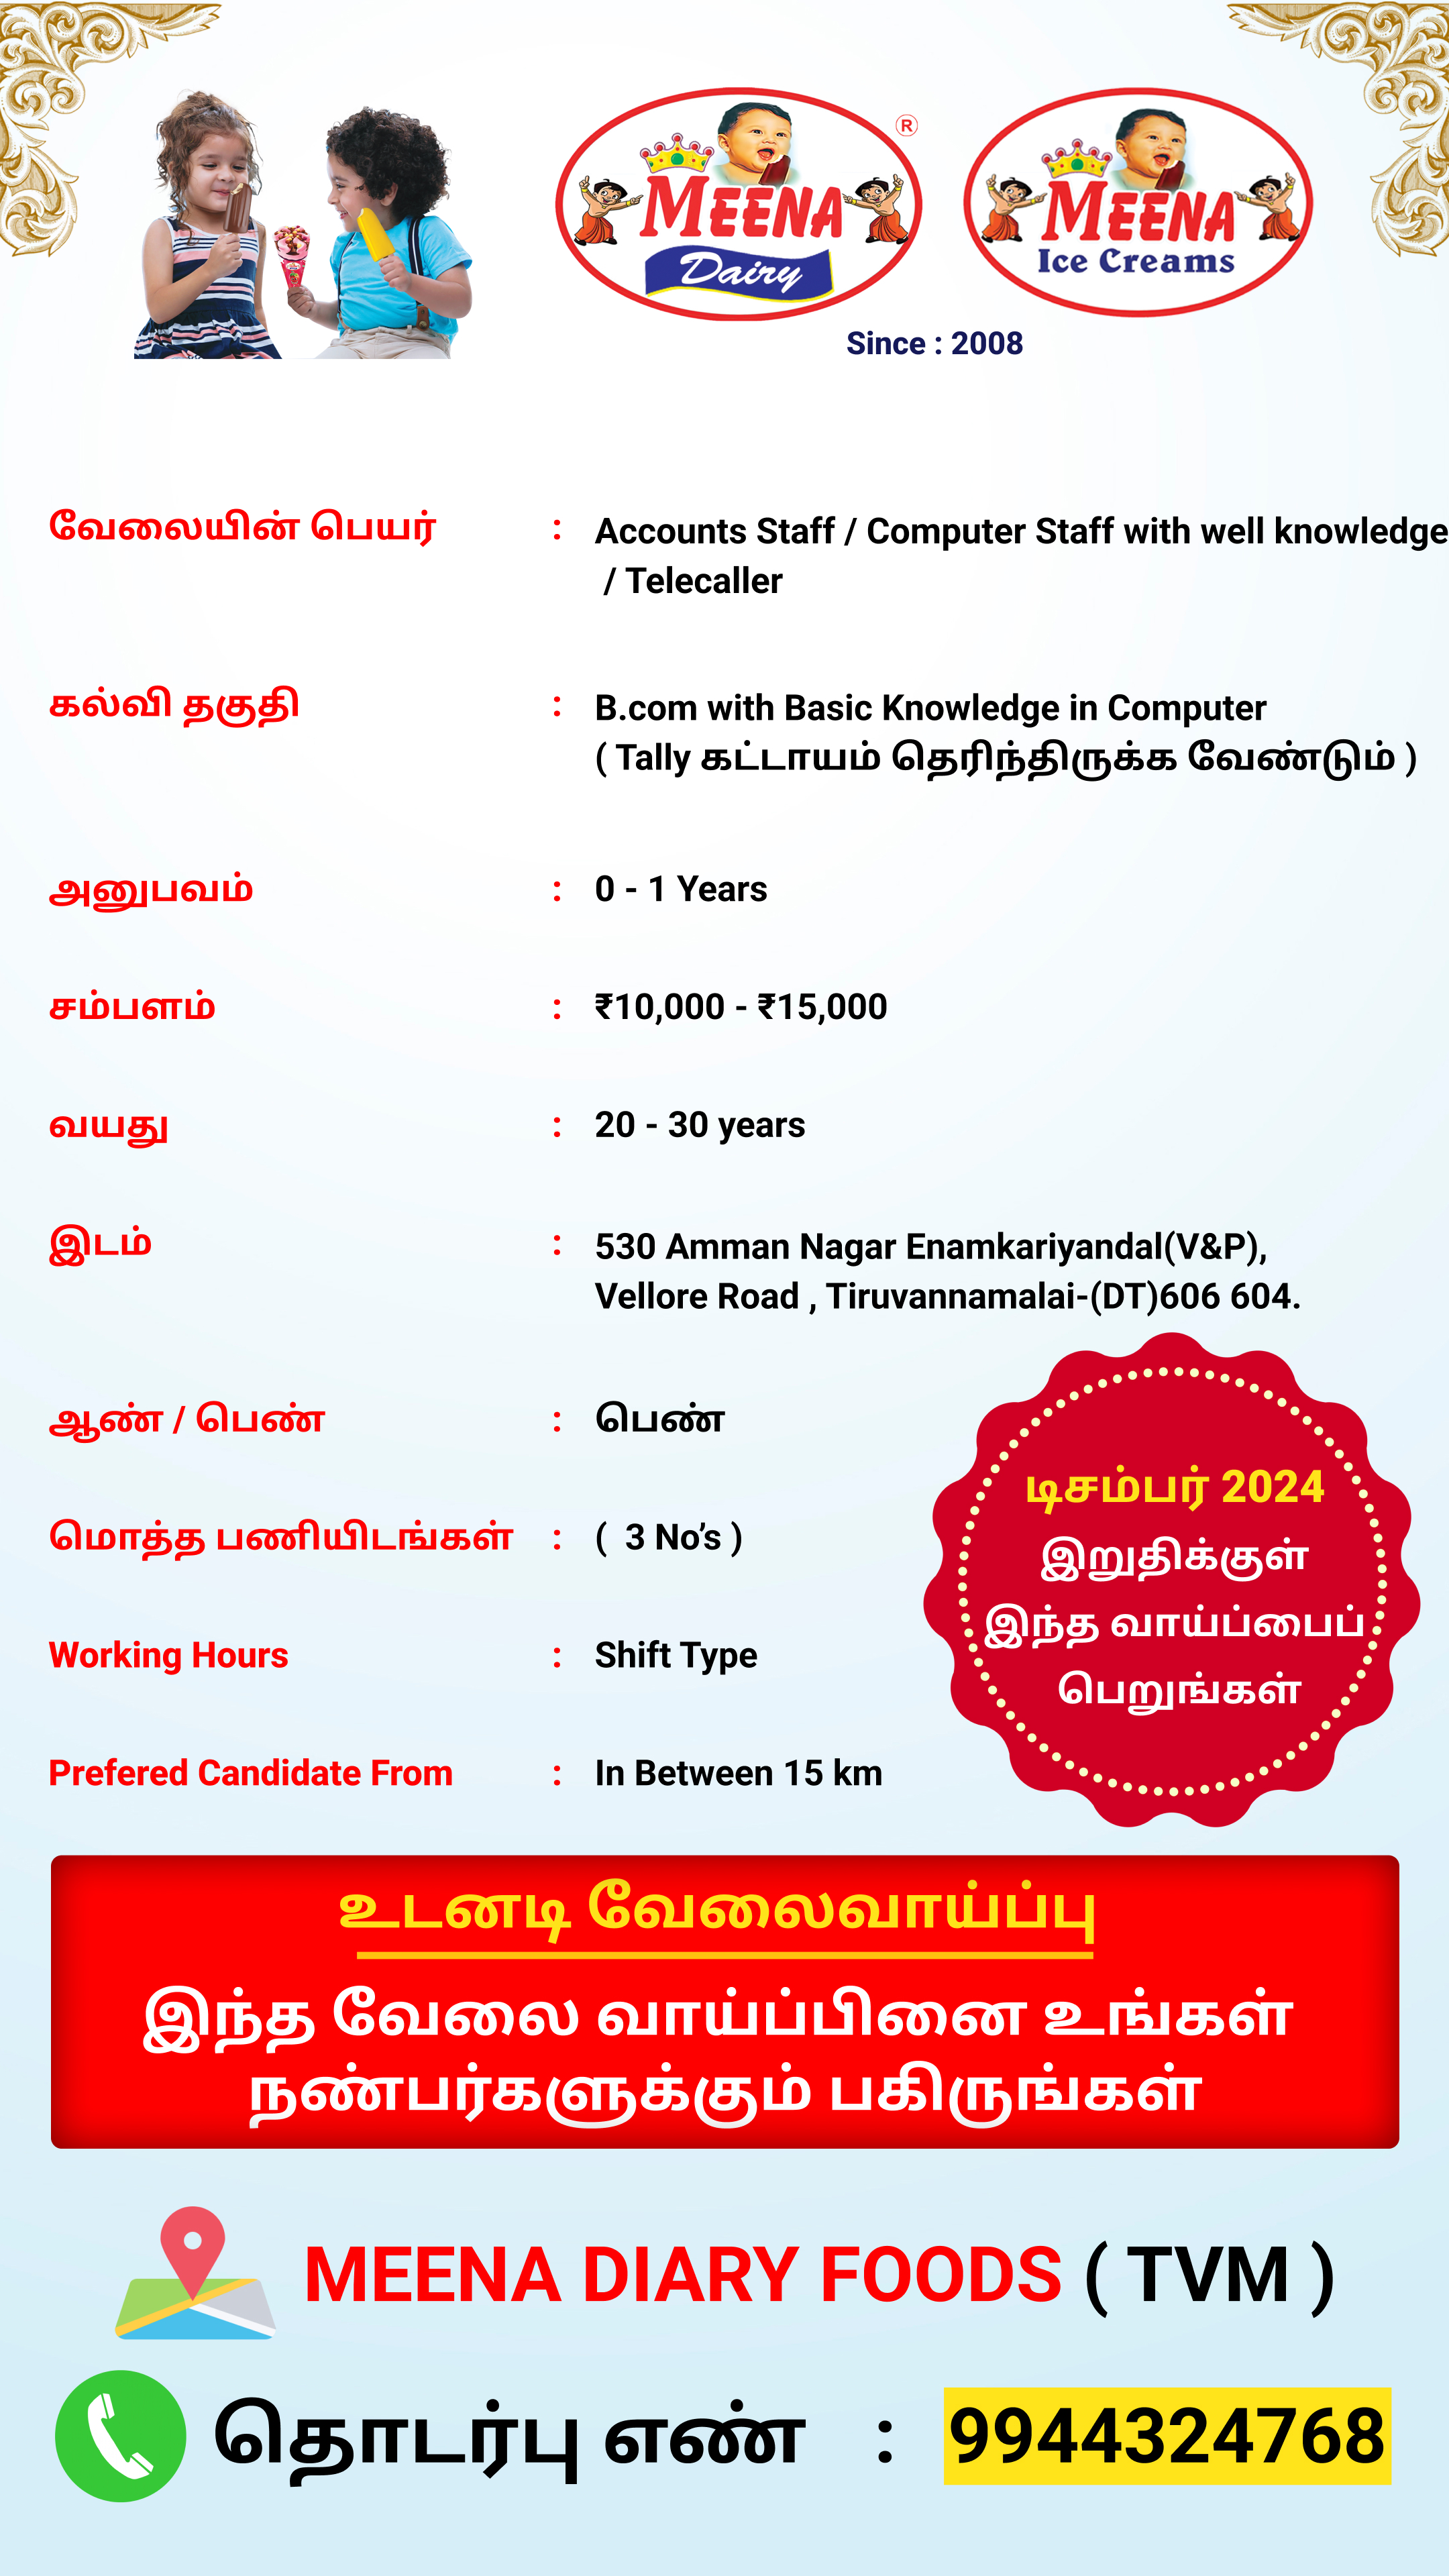 MEENA
Dairy
®
MEENA
Ice Creams
Since : 2008
வேலையின் பெயர் : Accounts Staff / Computer Staff with well knowledge
/ Telecaller
கல்வி தகுதி : B.com with Basic Knowledge in Computer
( Tally கட்டாயம் தெரிந்திருக்க வேண்டும் )
அனுபவம் : 0 - 1 Years
சம்பளம் : ₹10,000 - ₹15,000
வயது : 20 - 30 years
இடம் : 530 Amman Nagar Enamkariyandal(V&P),
Vellore Road , Tiruvannamalai-(DT)606 604.
ஆண் / பெண் : பெண்
மொத்த பணியிடங்கள் : ( 3 No’s )
Working Hours : Shift Type
Prefered Candidate From : In Between 15 km
டிசம்பர் 2024
இறுதிக்குள்
இந்த வாய்ப்பைப்
பெறுங்கள்
உடனடி வேலைவாய்ப்பு
இந்த வேலை வாய்ப்பினை உங்கள்
நண்பர்களுக்கும் பகிருங்கள்
MEENA DIARY FOODS ( TVM )
தொடர்பு எண் : 9944324768